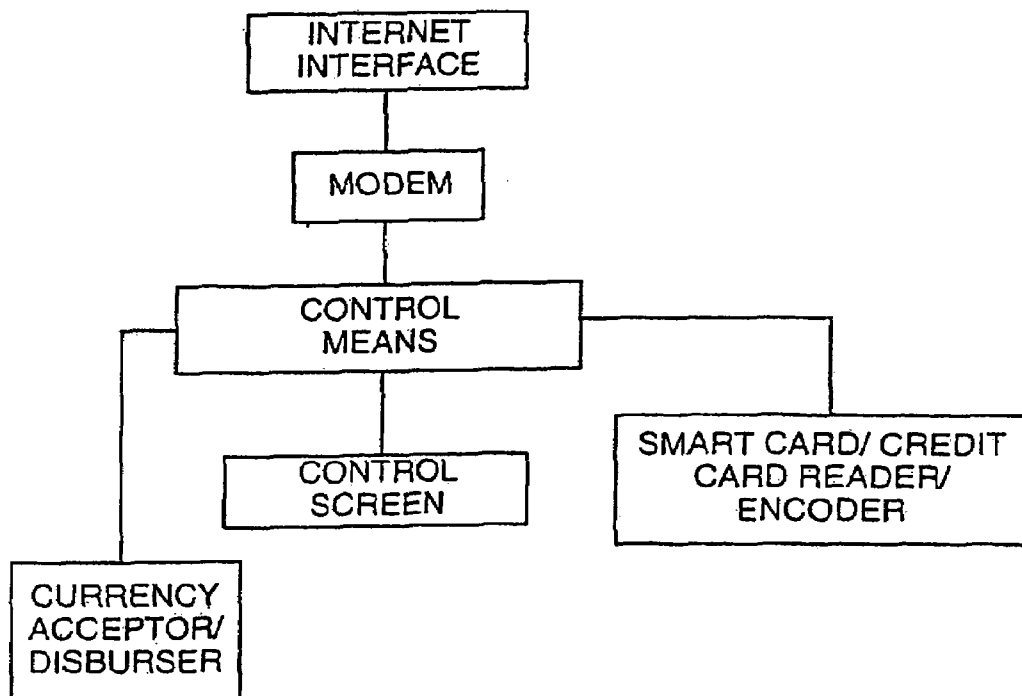 INTERNET
INTERFACE
MODEM
CONTROL
MEANS
CONTROL
SCREEN
SMART CARD/ CREDIT
CARD READER/
ENCODER
CURRENCY
ACCEPTOR/
DISBURSER